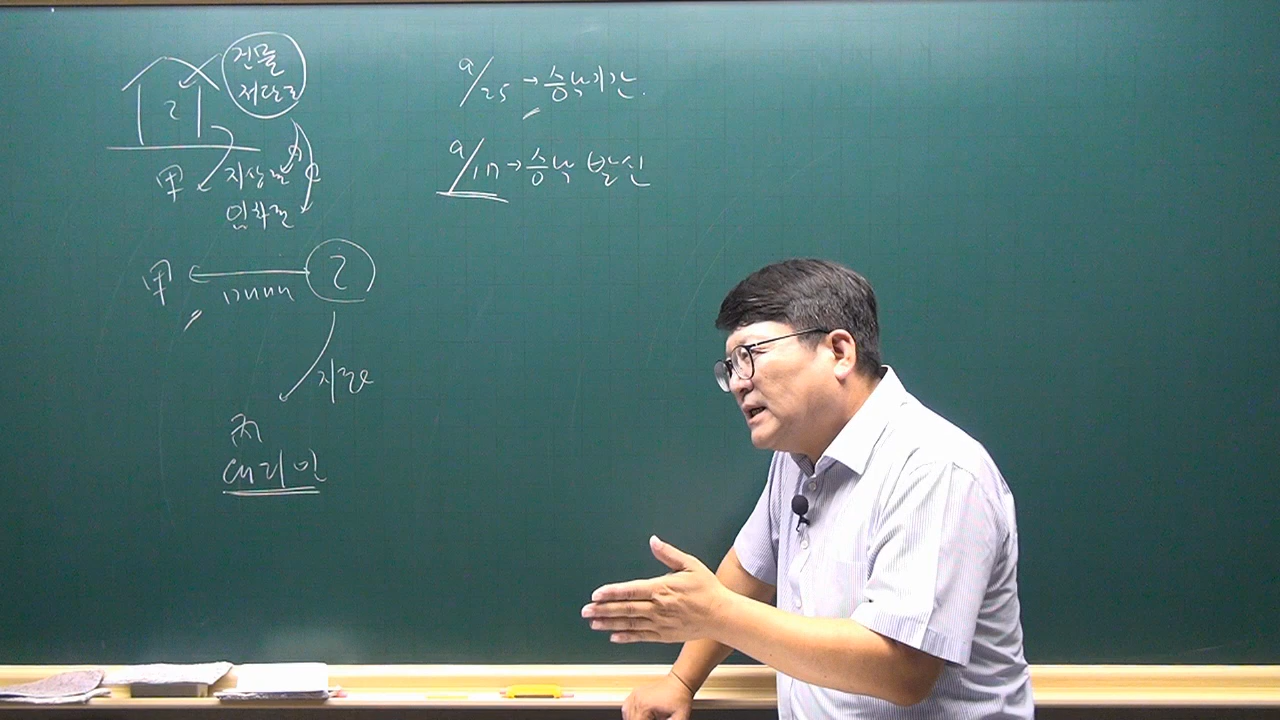 건물
저당권
乙
甲 지상권
임차권
9/25 → 승낙기간.
9/17 → 승낙 발신
甲 乙
지급
丙
대리인